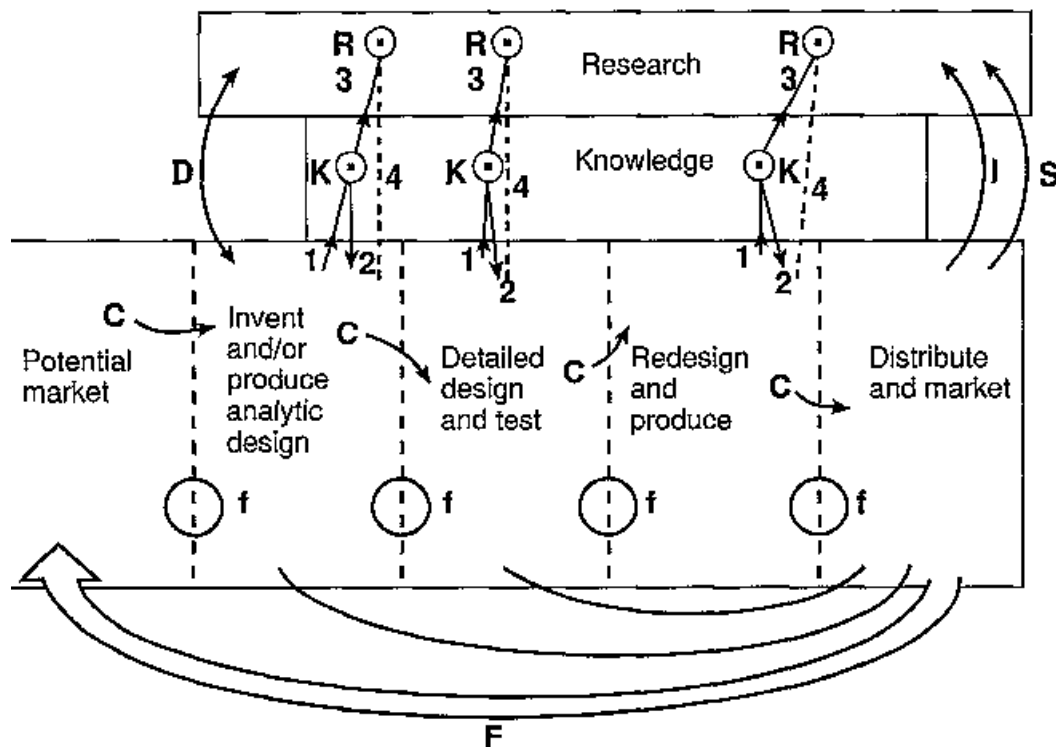 R R R
3 3 3
Research
D K 4 K 4 Knowledge K 4 I S
1 2 1 2 1 2
C Invent
and/or
produce
analytic
design
Potential
market
C Detailed
design
and test
C Redesign
and
produce
C Distribute
and market
f f f f
F